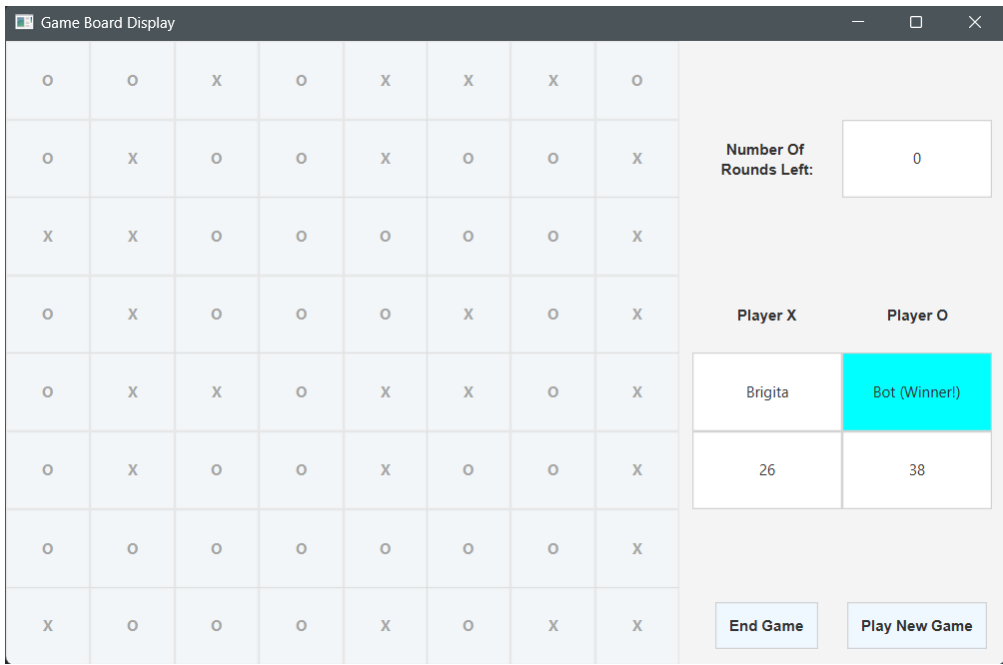 Game Board Display
O O X O X X X O
O X O O X O O X
X X O O O O O X
O X O O O X O X
O X X O X X O X
O X O O X O O X
O O O O O O O X
X O O O X O X X
Number Of
Rounds Left:
0
Player X Player O
Brigita Bot (Winner!)
26 38
End Game Play New Game